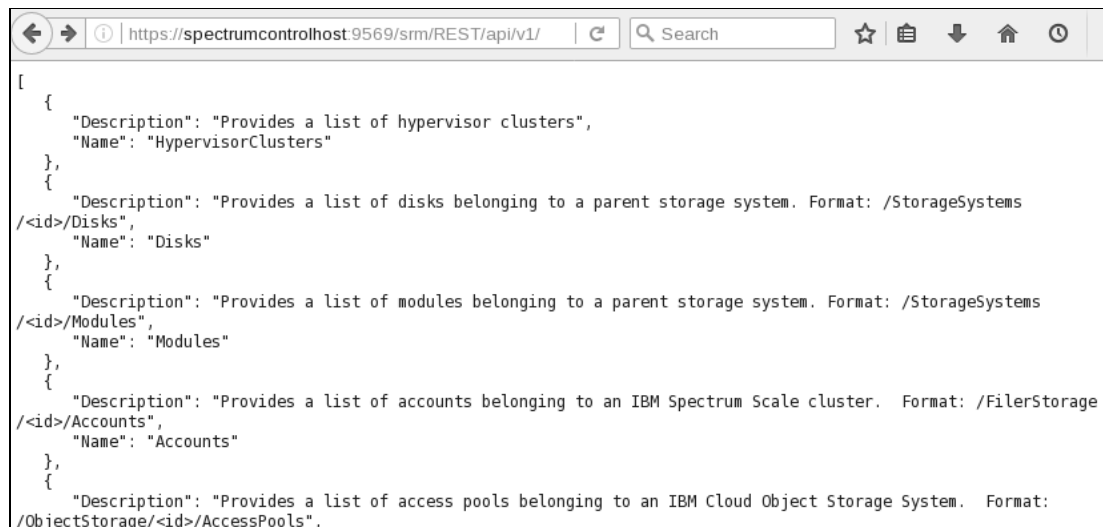 https://spectrumcontrolhost:9569/srm/REST/api/v1/
Search
[
{
"Description": "Provides a list of hypervisor clusters",
"Name": "HypervisorClusters"
},
{
"Description": "Provides a list of disks belonging to a parent storage system. Format: /StorageSystems
/<id>/Disks",
"Name": "Disks"
},
{
"Description": "Provides a list of modules belonging to a parent storage system. Format: /StorageSystems
/<id>/Modules",
"Name": "Modules"
},
{
"Description": "Provides a list of accounts belonging to an IBM Spectrum Scale cluster.  Format: /FilerStorage
/<id>/Accounts",
"Name": "Accounts"
},
{
"Description": "Provides a list of access pools belonging to an IBM Cloud Object Storage System.  Format:
/ObjectStorage/<id>/AccessPools",